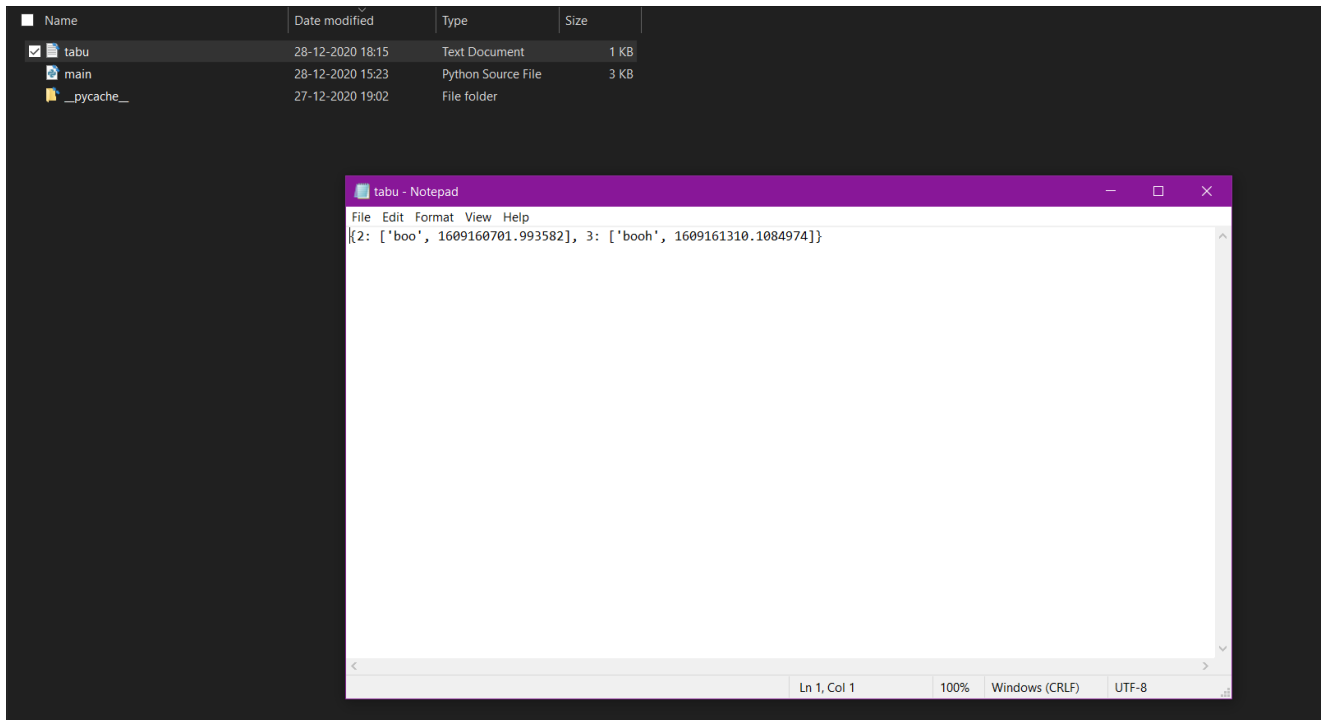 Name Date modified Type Size
tabu 28-12-2020 18:15 Text Document 1 KB
main 28-12-2020 15:23 Python Source File 3 KB
__pycache__ 27-12-2020 19:02 File folder
tabu - Notepad
File Edit Format View Help
{2: ['boo', 1609160701.993582], 3: ['booh', 1609161310.1084974]}
Ln 1, Col 1 100% Windows (CRLF) UTF-8